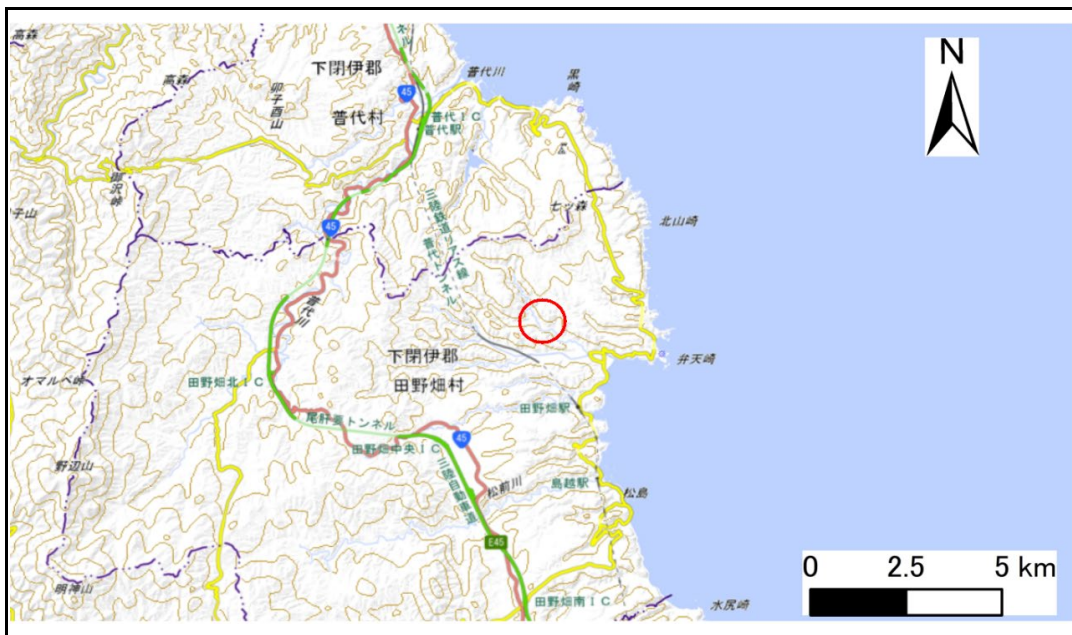 高森
下閉伊郡
普代村
普代川
黒崎
N
高森
卯子酉山
45
普代IC
普代駅
御沢峠
子山
45
三陸鉄道リアス線
普代トンネル
七ッ森
北山崎
普代川
下閉伊郡
田野畑村
弁天崎
オマルペ峠
田野畑北IC
尾肝要トンネル
田野畑駅
45
田野畑中央IC
野辺山
三陸自動車道
松前川
島越駅
松島
E45
明神山
田野畑南IC
水尻崎
0 2.5 5 km